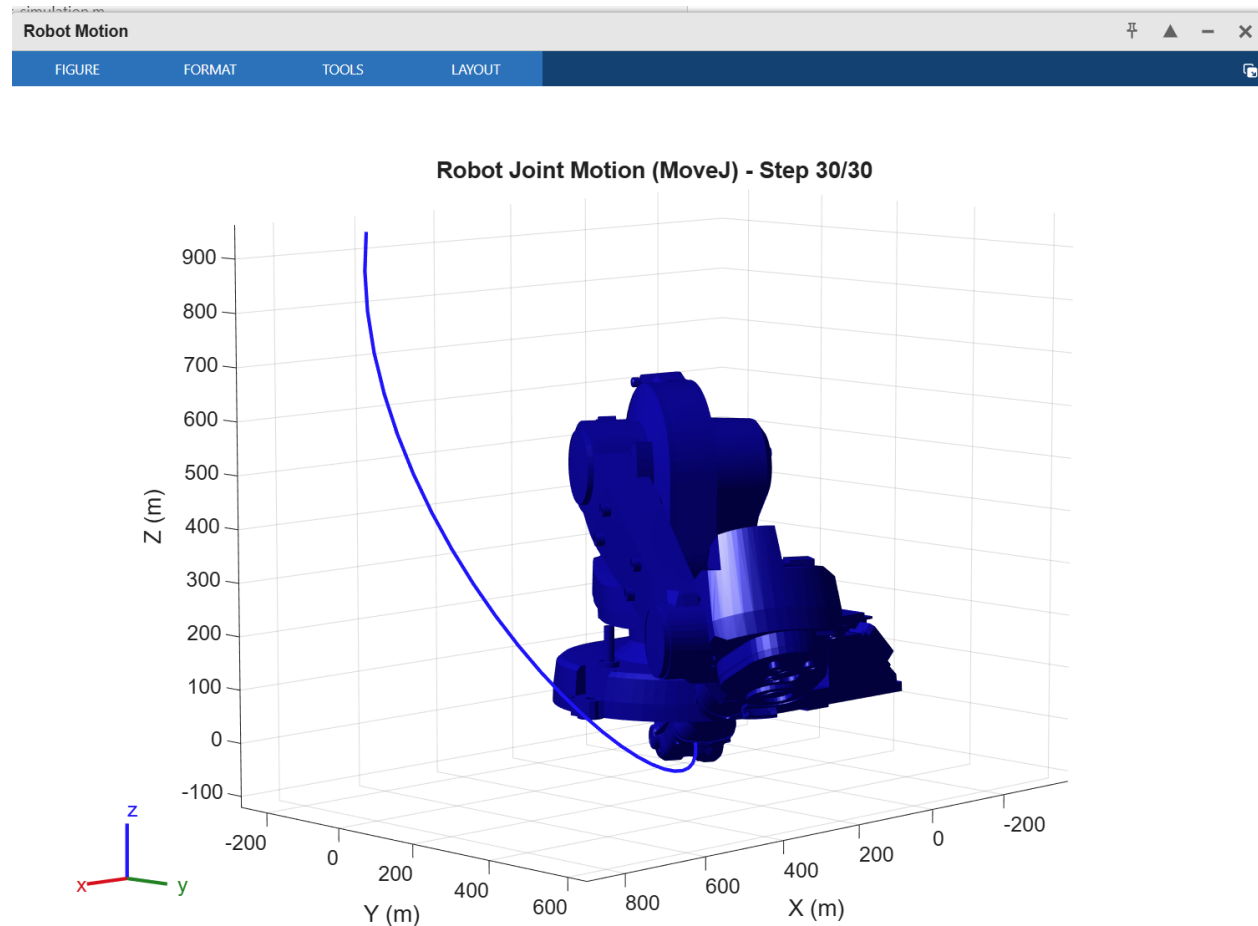 simulation.m
Robot Motion
FIGURE FORMAT TOOLS LAYOUT
Robot Joint Motion (MoveJ) - Step 30/30
900
800
700
600
500
400
300
200
100
0
-100
Z (m)
-200 0 200 400 600
Y (m)
800 600 400 200 0 -200
X (m)
z
x y